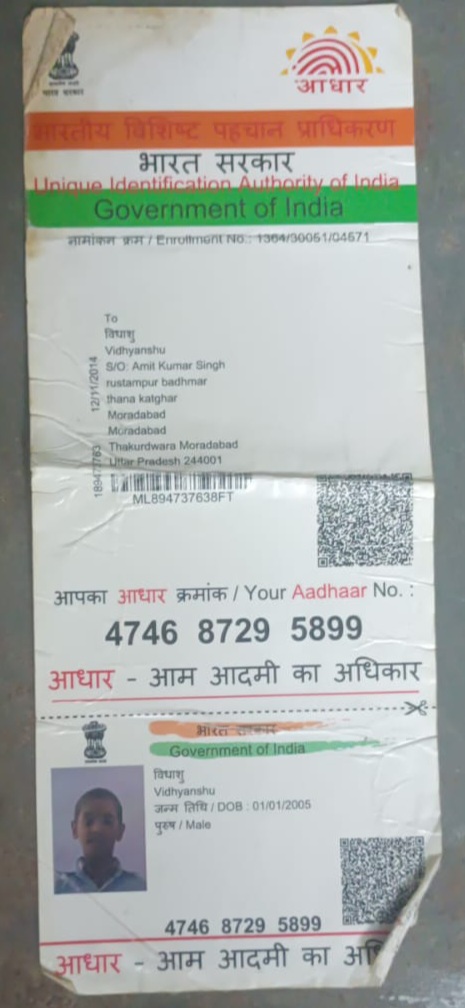 भारत सरकार
आधार
भारतीय विशिष्ट पहचान प्राधिकरण
भारत सरकार
Unique Identification Authority of India
Government of India
नामांकन क्रम / Enrollment No.: 1364/30051/04671
To
विधाशु
Vidhyanshu
S/O: Amit Kumar Singh
rustampur badhmar
thana katghar
Moradabad
Moradabad
Thakurdwara Moradabad
Uttar Pradesh 244001
12/11/2014
ML894737638FT
आपका आधार क्रमांक / Your Aadhaar No. :
4746 8729 5899
आधार - आम आदमी का अधिकार
भारत सरकार
Government of India
विधाशु
Vidhyanshu
जन्म तिथि / DOB : 01/01/2005
पुरुष / Male
4746 8729 5899
आधार - आम आदमी का